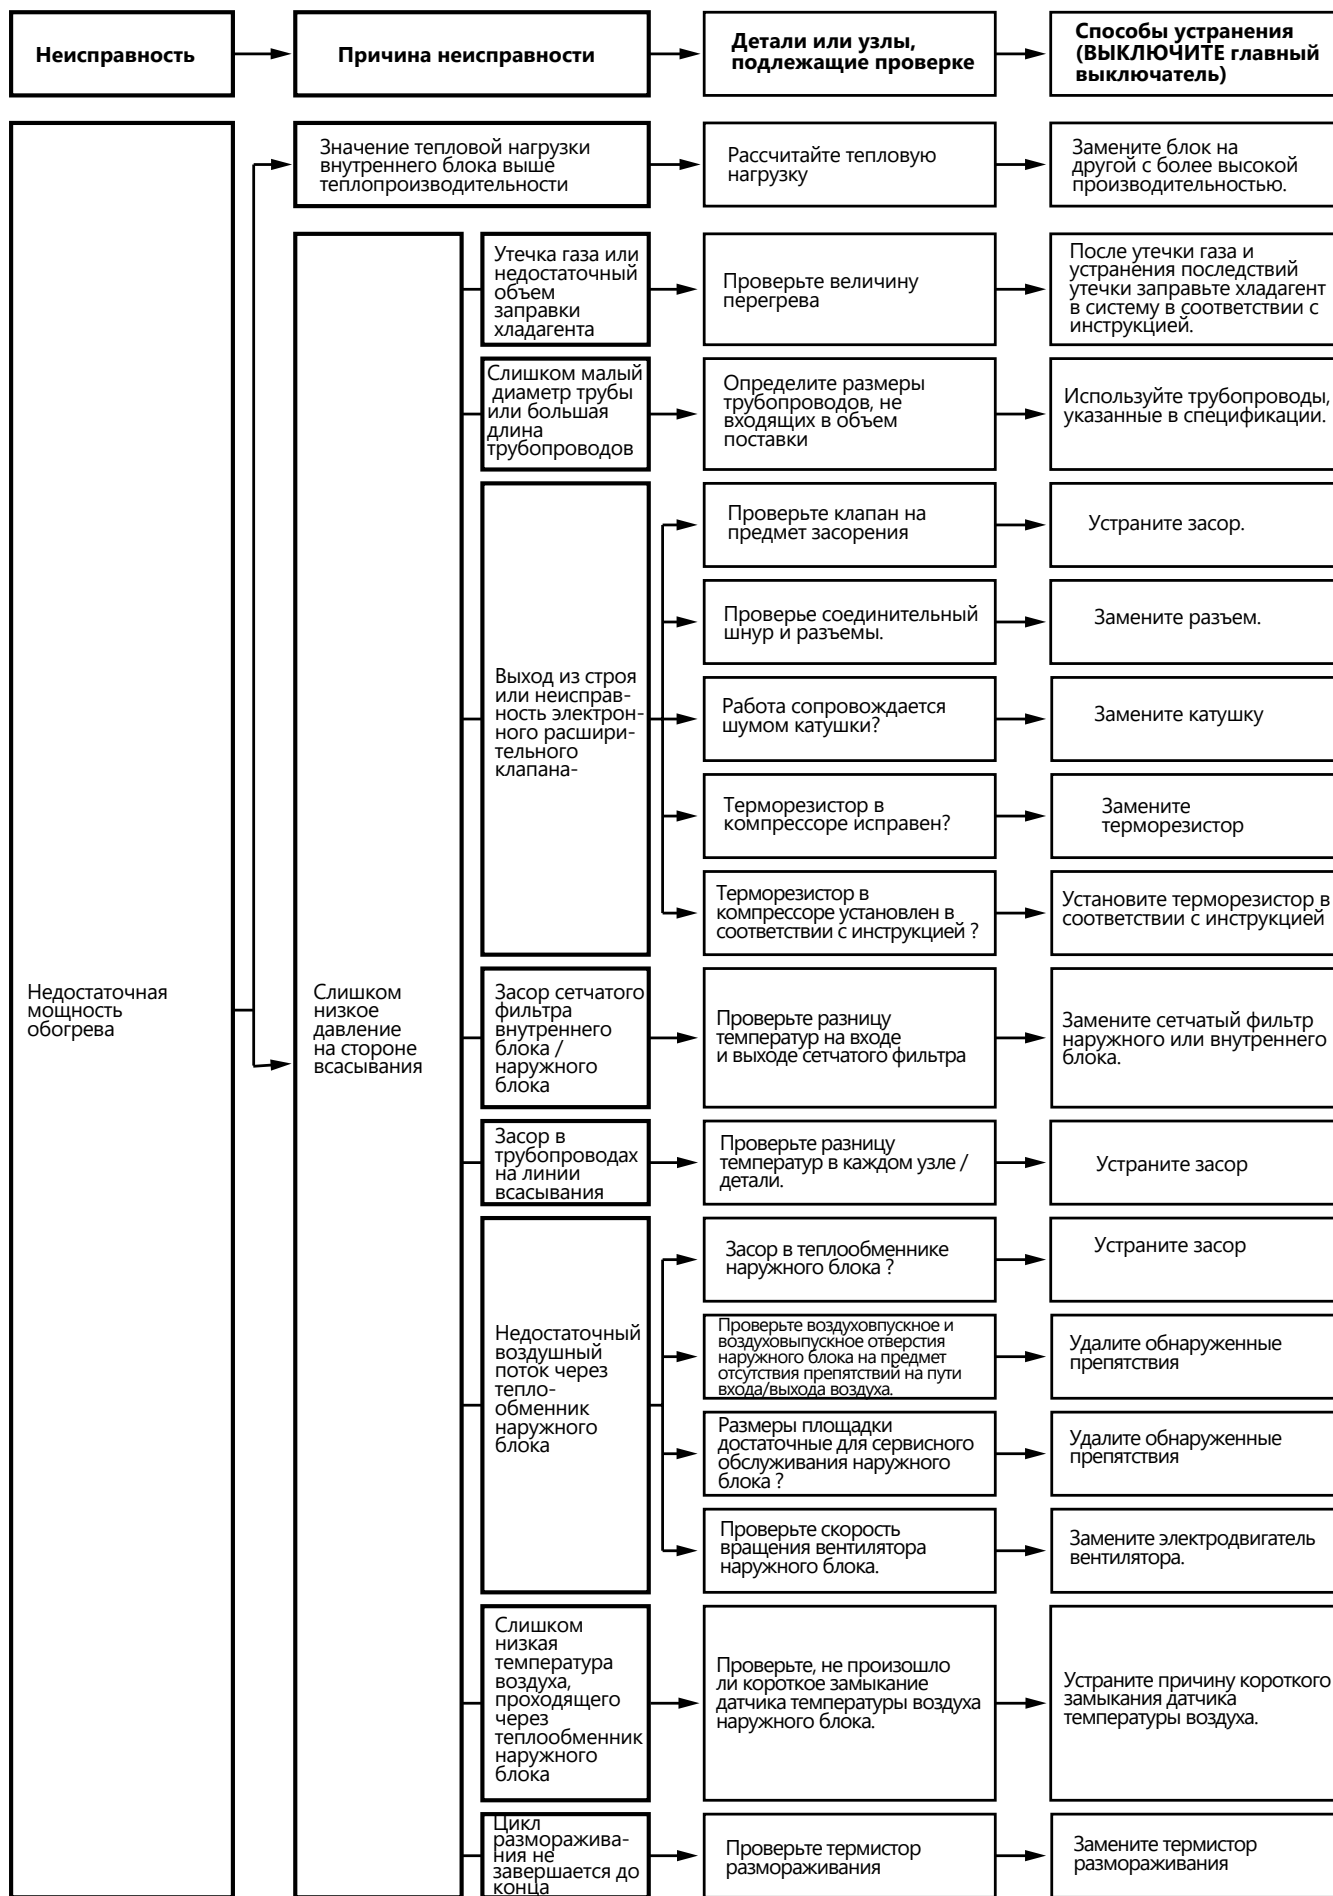 Неисправность
Причина неисправности
Детали или узлы,
подлежащие проверке
Способы устранения
(ВЫКЛЮЧИТЕ главный
выключатель)
Недостаточная
мощность
обогрева
Значение тепловой нагрузки
внутреннего блока выше
теплопроизводительности
Рассчитайте тепловую
нагрузку
Замените блок на
другой с более высокой
производительностью.
Слишком
низкое
давление
на стороне
всасывания
Утечка газа или
недостаточный
объем
заправки
хладагента
Проверьте величину
перегрева
После утечки газа и
устранения последствий
утечки заправьте хладагент
в систему в соответствии с
инструкцией.
Слишком малый
диаметр трубы
или большая
длина
трубопроводов
Определите размеры
трубопроводов, не
входящих в объем
поставки
Используйте трубопроводы,
указанные в спецификации.
Выход из строя
или неисправ-
ность электрон-
ного расшири-
тельного
клапана-
Проверьте клапан на
предмет засорения
Устраните засор.
Проверье соединительный
шнур и разъемы.
Замените разъем.
Работа сопровождается
шумом катушки?
Замените катушку
Терморезистор в
компрессоре исправен?
Замените
терморезистор
Терморезистор в
компрессоре установлен в
соответствии с инструкцией ?
Установите терморезистор в
соответствии с инструкцией
Засор сетчатого
фильтра
внутреннего
блока /
наружного
блока
Проверьте разницу
температур на входе
и выходе сетчатого фильтра
Замените сетчатый фильтр
наружного или внутреннего
блока.
Засор в
трубопроводах
на линии
всасывания
Проверьте разницу
температур в каждом узле /
детали.
Устраните засор
Недостаточный
воздушный
поток через
тепло-
обменник
наружного
блока
Засор в теплообменнике
наружного блока ?
Устраните засор
Проверьте воздуховпускное и
воздуховыпускное отверстия
наружного блока на предмет
отсутствия препятствий на пути
входа/выхода воздуха.
Удалите обнаруженные
препятствия
Размеры площадки
достаточные для сервисного
обслуживания наружного
блока ?
Удалите обнаруженные
препятствия
Проверьте скорость
вращения вентилятора
наружного блока.
Замените электродвигатель
вентилятора.
Слишком
низкая
температура
воздуха,
проходящего
через
теплообменник
наружного
блока
Проверьте, не произошло
ли короткое замыкание
датчика температуры воздуха
наружного блока.
Устраните причину короткого
замыкания датчика
температуры воздуха.
Цикл
разморажива-
ния не
завершается до
конца
Проверьте термистор
размораживания
Замените термистор
размораживания